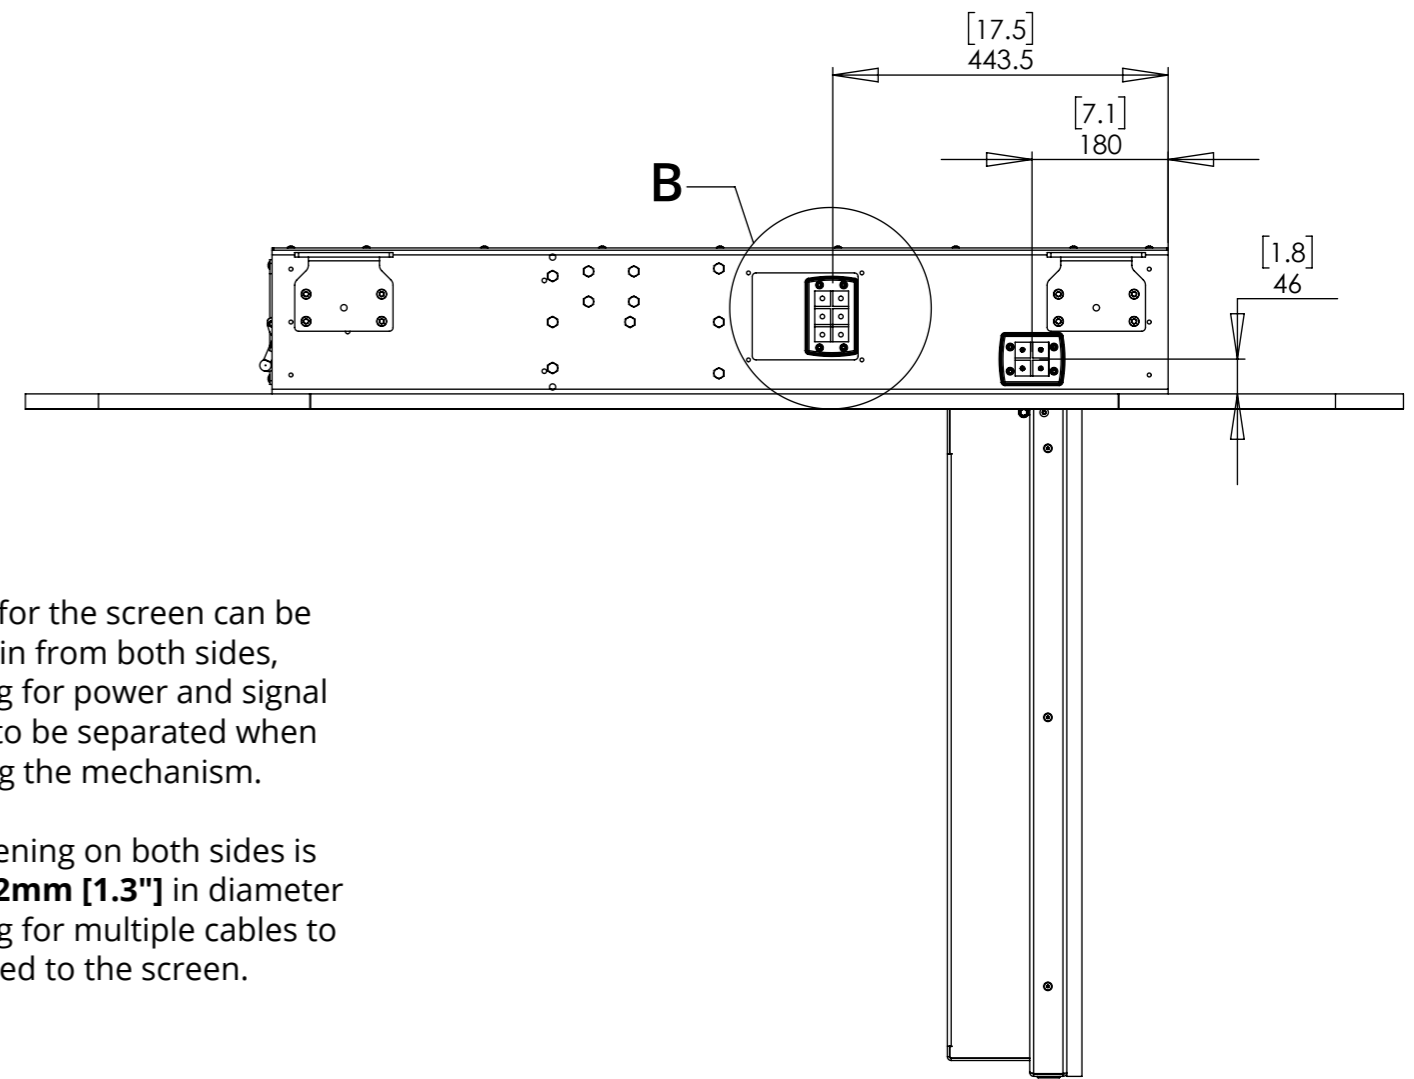 [17.5]
443.5
[7.1]
180
B
[1.8]
46
for the screen can be
in from both sides,
for power and signal
to be separated when
the mechanism.
on both sides is
2mm [1.3"] in diameter
for multiple cables to
to the screen.